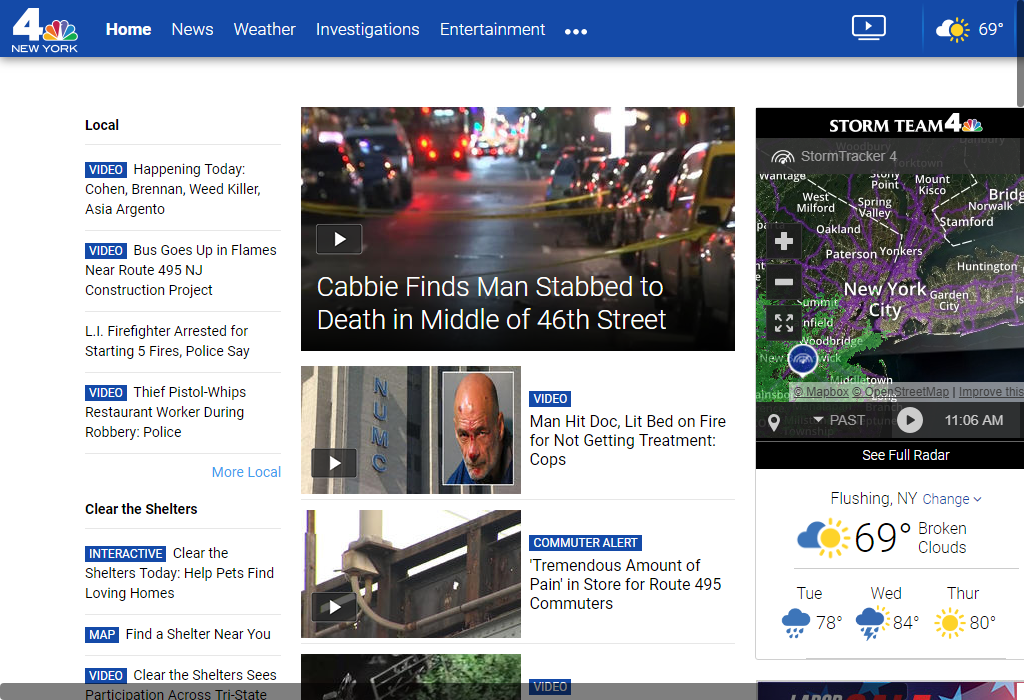 4
NEW YORK
Home News Weather Investigations Entertainment •••
69°
Local
VIDEO Happening Today:
Cohen, Brennan, Weed Killer,
Asia Argento
VIDEO Bus Goes Up in Flames
Near Route 495 NJ
Construction Project
L.I. Firefighter Arrested for
Starting 5 Fires, Police Say
VIDEO Thief Pistol-Whips
Restaurant Worker During
Robbery: Police
More Local
Clear the Shelters
INTERACTIVE Clear the
Shelters Today: Help Pets Find
Loving Homes
MAP Find a Shelter Near You
VIDEO Clear the Shelters Sees
Participation Across Tri-State
Cabbie Finds Man Stabbed to
Death in Middle of 46th Street
NUMC
VIDEO
Man Hit Doc, Lit Bed on Fire
for Not Getting Treatment:
Cops
COMMUTER ALERT
'Tremendous Amount of
Pain' in Store for Route 495
Commuters
VIDEO
STORM TEAM 4
Woodbury
Danbury
StormTracker 4
Yorktown
Wantage
Stony
Point
Mount
Kisco
Bridg
West
Milford
Spring
Valley
Norwalk
Stamford
Oakland
Paterson Yonkers
Huntington
New York
City
Garden
City
Is
Summit
nfield
Woodbridge
New wick
Middletown
© Mapbox © OpenStreetMap | Improve this
PAST
11:06 AM
See Full Radar
Flushing, NY Change
69° Broken
Clouds
Tue Wed Thur
78° 84° 80°
LABOR